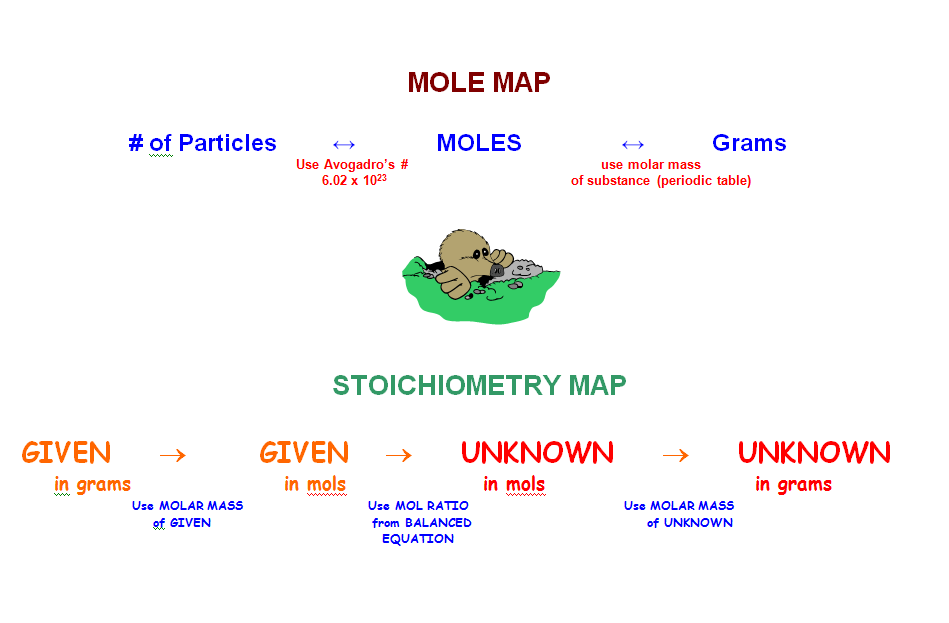 MOLE MAP
# of Particles ↔ MOLES ↔ Grams
Use Avogadro's # use molar mass
6.02 x 10²³ of substance (periodic table)
STOICHIOMETRY MAP
GIVEN → GIVEN → UNKNOWN → UNKNOWN
in grams in mols in mols in grams
Use MOLAR MASS Use MOL RATIO Use MOLAR MASS
of GIVEN from BALANCED of UNKNOWN
EQUATION